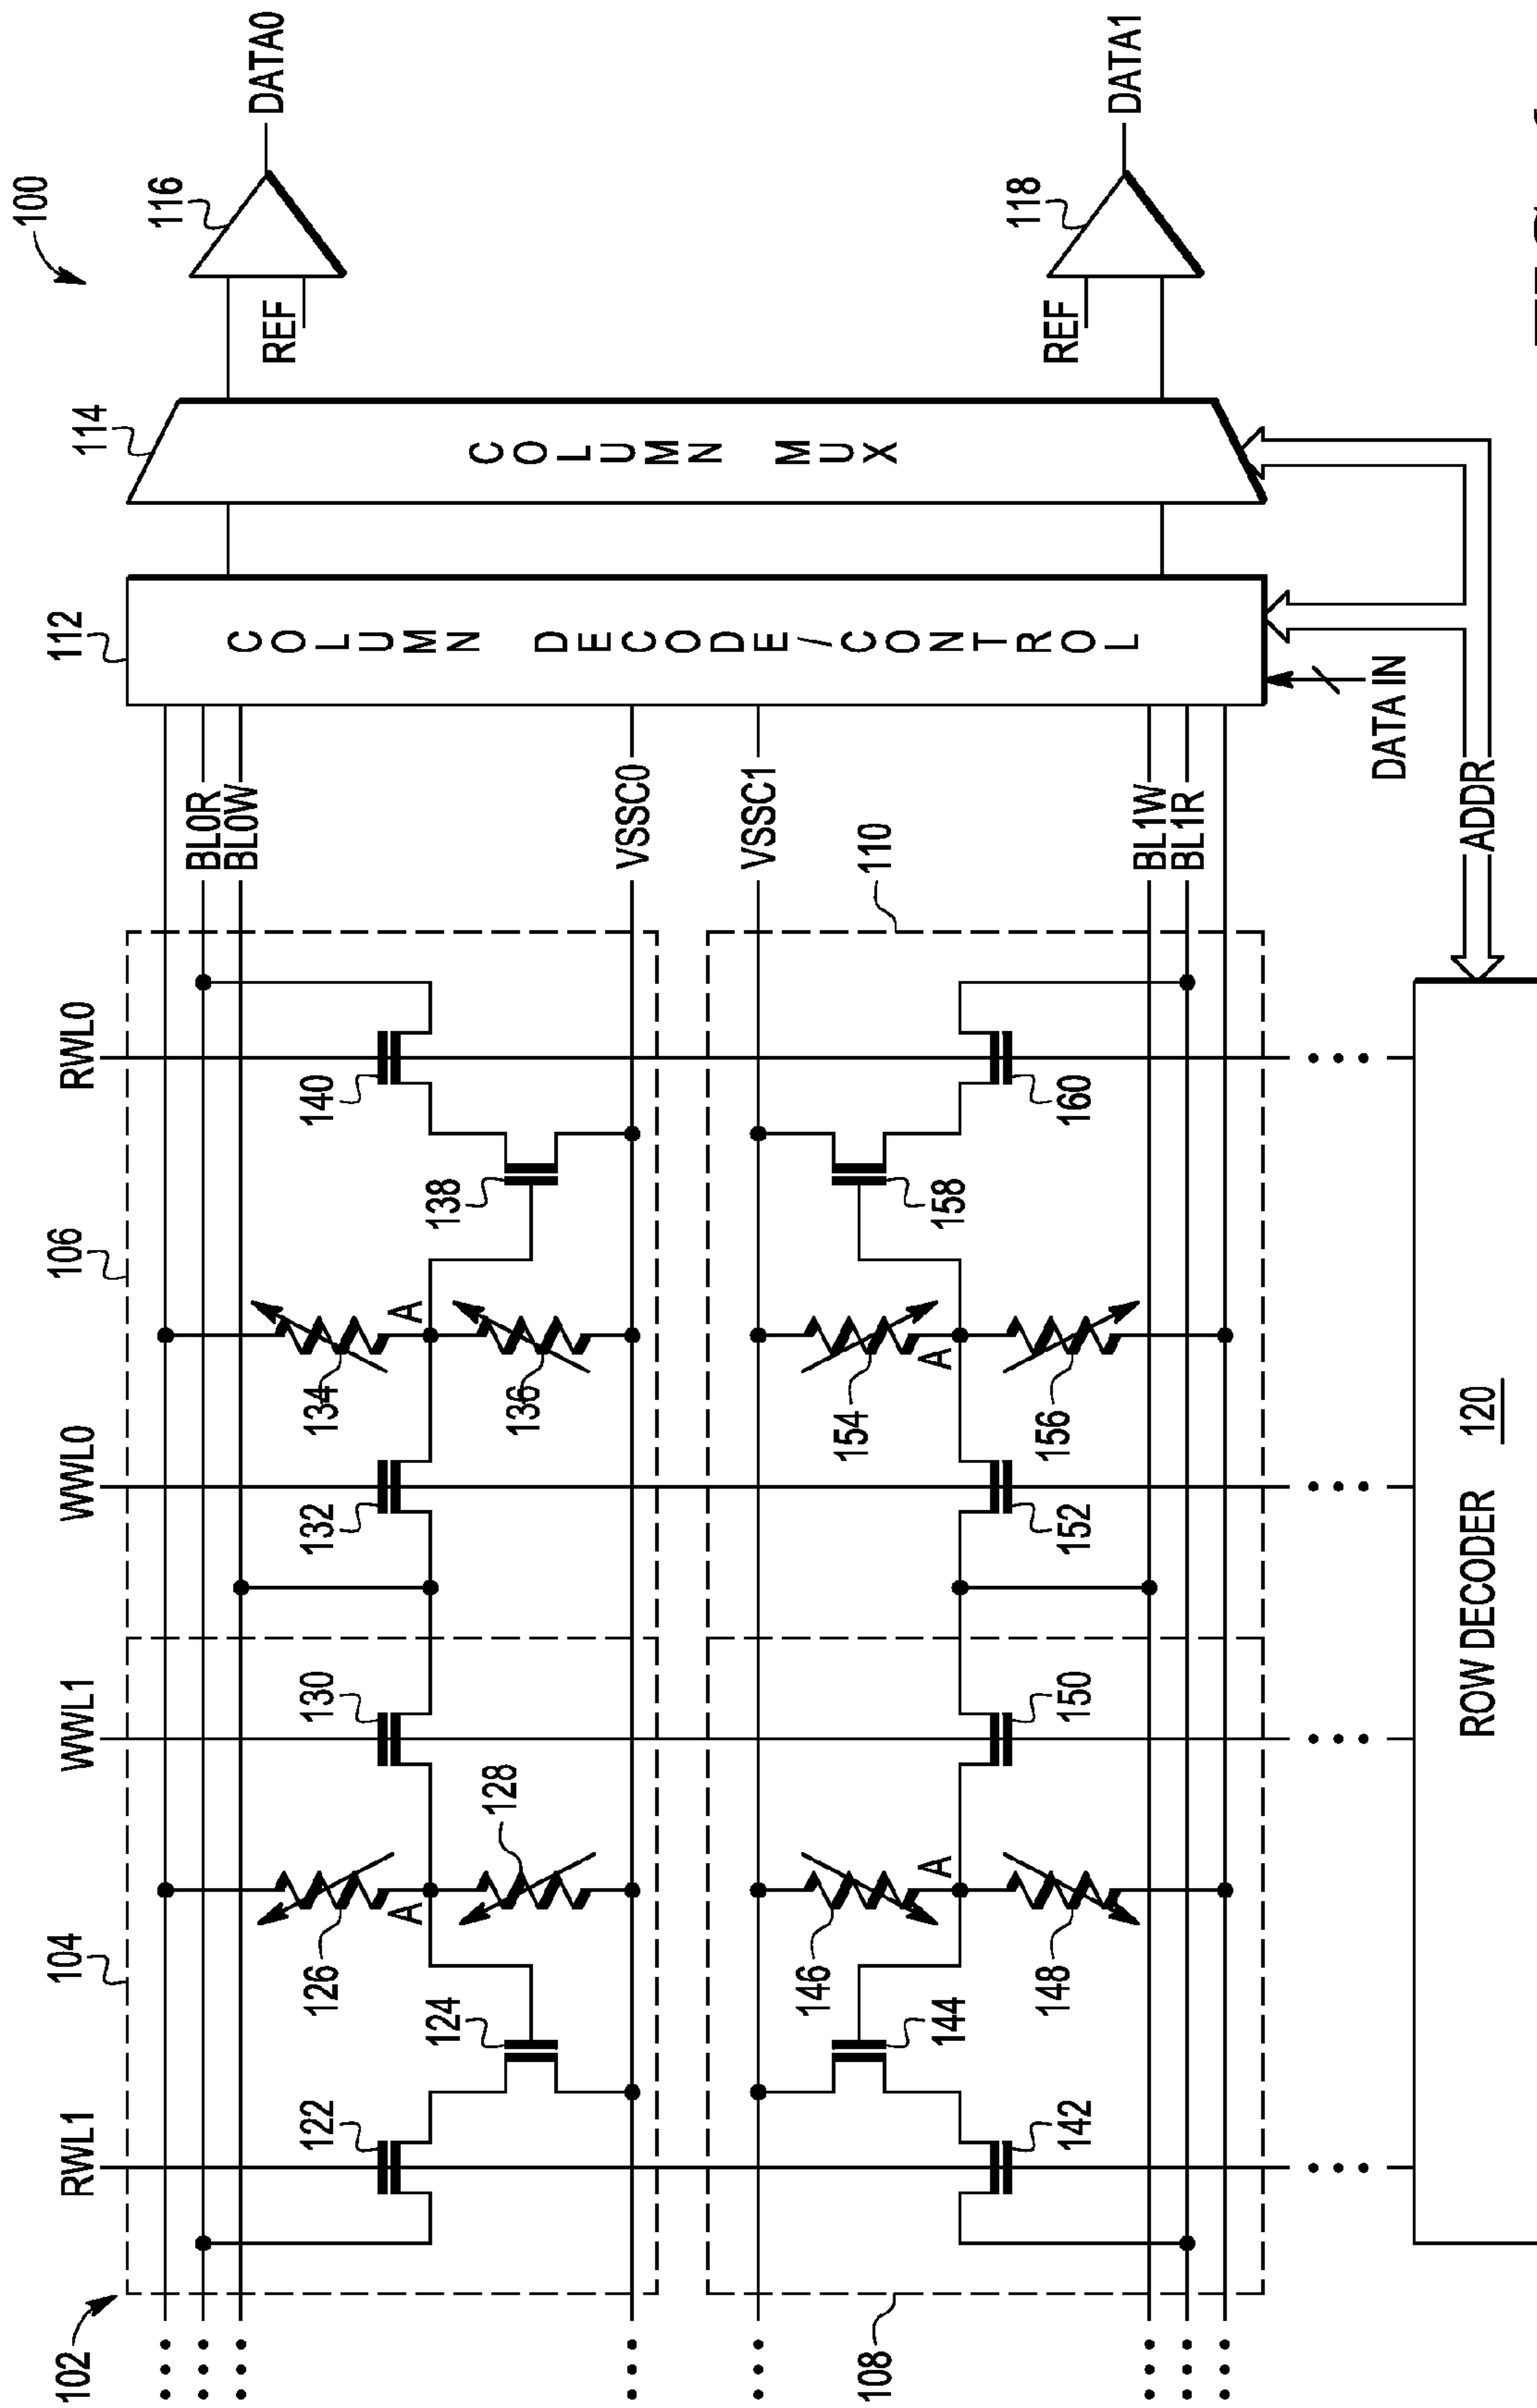 100
102
RWL1
WWL1
WWL0
RWL0
104
106
112
114
116
118
BL0R
BL0W
VSSC0
VSSC1
BL1W
BL1R
122
124
126
128
A
130
132
134
136
A
138
140
142
144
146
148
A
150
152
154
156
A
158
160
108
110
COLUMN DECODE/CONTROL
COLUMN MUX
REF
DATA0
REF
DATA1
DATA IN
ADDR
ROW DECODER 120